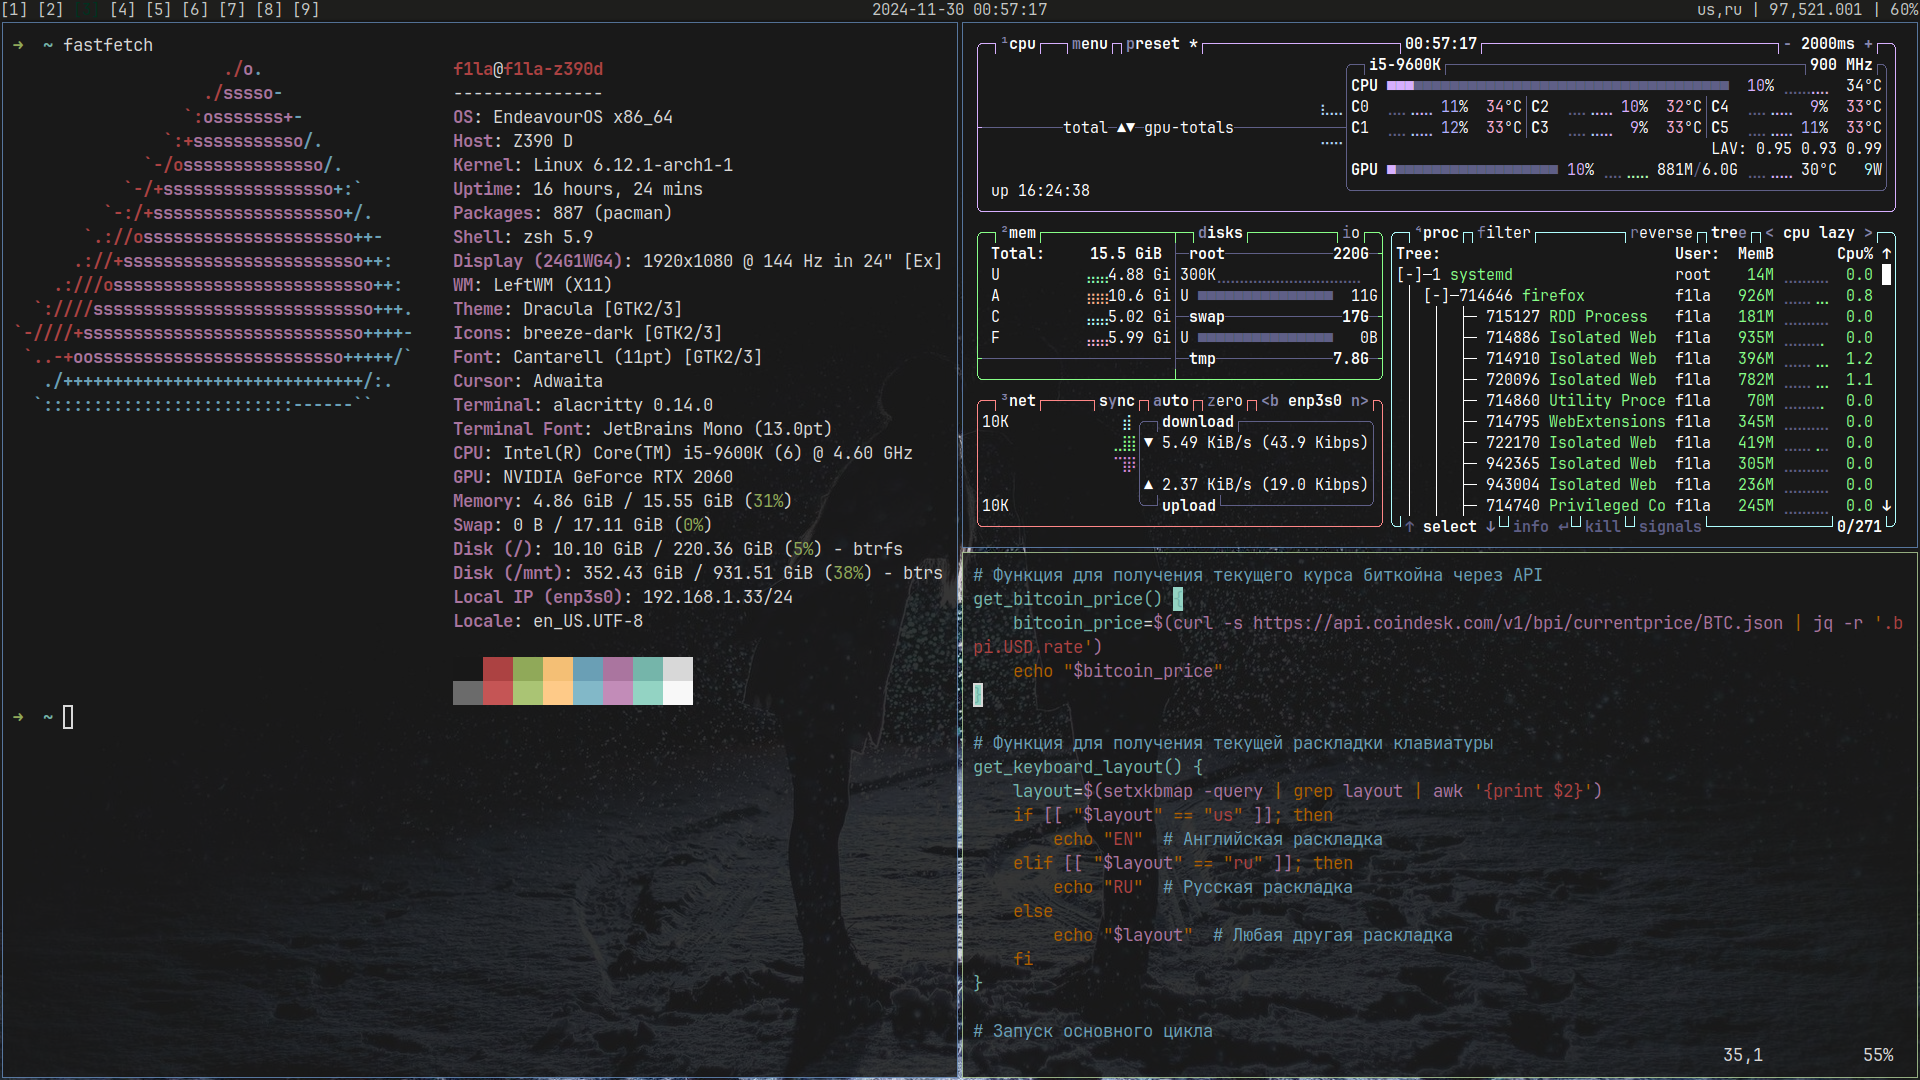 [1] [2] [4] [5] [6] [7] [8] [9]
2024-11-30 00:57:17
us,ru | 97,521.001 | 60%
➜ ~ fastfetch
./o.
./sssso-
`:osssssss+-
`:+sssssssssso/.
`-/ossssssssssssso/.
`-/+sssssssssssssssso+:`
`-:/+sssssssssssssssssso+/.
`.://osssssssssssssssssssso++-
.://+ssssssssssssssssssssssso++:
.:///ossssssssssssssssssssssssso++:
`:////ssssssssssssssssssssssssssso+++.
`-////+ssssssssssssssssssssssssssso++++-
`..-+oosssssssssssssssssssssssso+++++/`
./++++++++++++++++++++++++++++++/:.
`:::::::::::::::::::::::::------``
f1la@f1la-z390d
---------------
OS: EndeavourOS x86_64
Host: Z390 D
Kernel: Linux 6.12.1-arch1-1
Uptime: 16 hours, 24 mins
Packages: 887 (pacman)
Shell: zsh 5.9
Display (24G1WG4): 1920x1080 @ 144 Hz in 24" [Ex]
WM: LeftWM (X11)
Theme: Dracula [GTK2/3]
Icons: breeze-dark [GTK2/3]
Font: Cantarell (11pt) [GTK2/3]
Cursor: Adwaita
Terminal: alacritty 0.14.0
Terminal Font: JetBrains Mono (13.0pt)
CPU: Intel(R) Core(TM) i5-9600K (6) @ 4.60 GHz
GPU: NVIDIA GeForce RTX 2060
Memory: 4.86 GiB / 15.55 GiB (31%)
Swap: 0 B / 17.11 GiB (0%)
Disk (/): 10.10 GiB / 220.36 GiB (5%) - btrfs
Disk (/mnt): 352.43 GiB / 931.51 GiB (38%) - btrs
Local IP (enp3s0): 192.168.1.33/24
Locale: en_US.UTF-8
➜ ~
¹cpu menu preset * 00:57:17 - 2000ms +
i5-9600K 900 MHz
CPU 10% 34°C
C0 11% 34°C C2 10% 32°C C4 9% 33°C
total ▲▼ gpu-totals
C1 12% 33°C C3 9% 33°C C5 11% 33°C
LAV: 0.95 0.93 0.99
GPU 10% 881M/6.0G 30°C 9W
up 16:24:38
²mem disks io
Total: 15.5 GiB root 220G
U 4.88 Gi 300K
A 10.6 Gi U 11G
C 5.02 Gi swap 17G
F 5.99 Gi U 0B
tmp 7.8G
³net sync auto zero <b enp3s0 n>
10K download
▼ 5.49 KiB/s (43.9 Kibps)
▲ 2.37 KiB/s (19.0 Kibps)
10K upload
⁴proc filter reverse tree < cpu lazy >
Tree: User: MemB Cpu% ↑
[-]─1 systemd root 14M 0.0
[-]─714646 firefox f1la 926M 0.8
715127 RDD Process f1la 181M 0.0
714886 Isolated Web f1la 935M 0.0
714910 Isolated Web f1la 396M 1.2
720096 Isolated Web f1la 782M 1.1
714860 Utility Proce f1la 70M 0.0
714795 WebExtensions f1la 345M 0.0
722170 Isolated Web f1la 419M 0.0
942365 Isolated Web f1la 305M 0.0
943004 Isolated Web f1la 236M 0.0
714740 Privileged Co f1la 245M 0.0 ↓
↑ select ↓ info ↵ kill signals 0/271
# Функция для получения текущего курса биткойна через API
get_bitcoin_price() {
bitcoin_price=$(curl -s https://api.coindesk.com/v1/bpi/currentprice/BTC.json | jq -r '.b
pi.USD.rate')
echo "$bitcoin_price"
}
# Функция для получения текущей раскладки клавиатуры
get_keyboard_layout() {
layout=$(setxkbmap -query | grep layout | awk '{print $2}')
if [[ "$layout" == "us" ]]; then
echo "EN" # Английская раскладка
elif [[ "$layout" == "ru" ]]; then
echo "RU" # Русская раскладка
else
echo "$layout" # Любая другая раскладка
fi
}
# Запуск основного цикла
35,1 55%